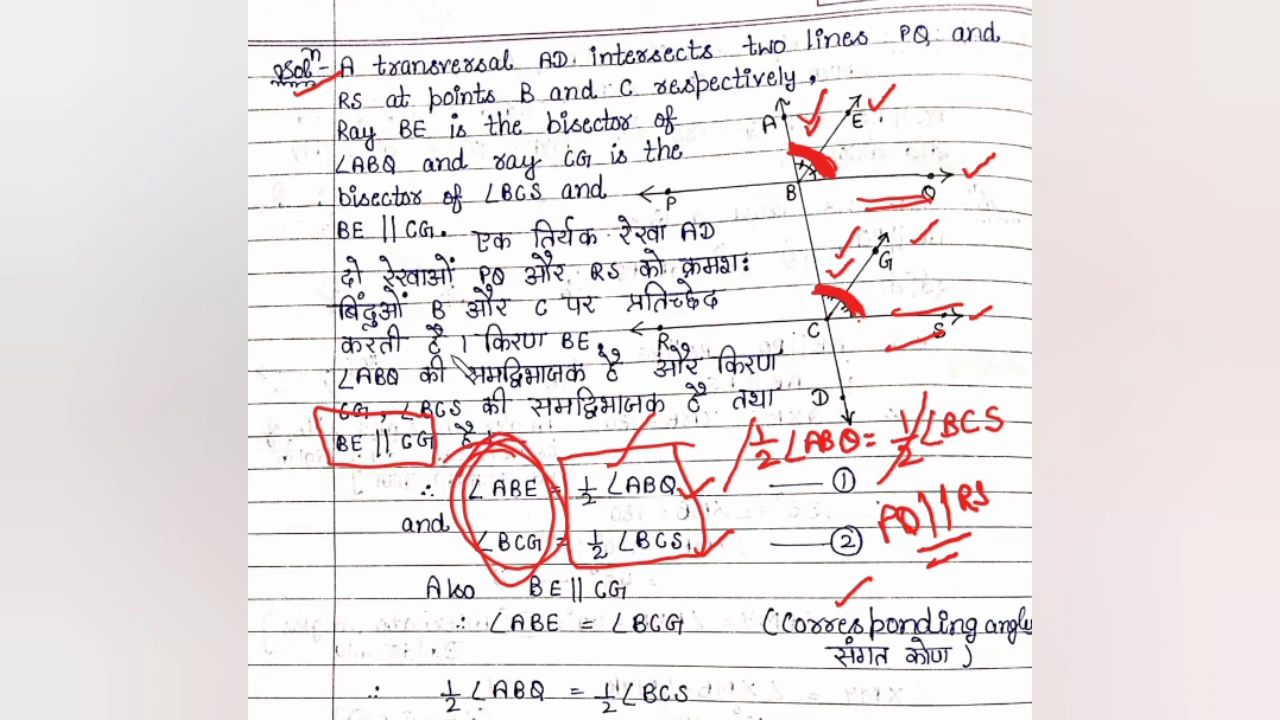 Solⁿ- A transversal AD intersects two lines PQ and
RS at points B and C respectively,
Ray BE is the bisector of
∠ABQ and ray CG is the
bisector of ∠BCS and
BE || CG. एक तिर्यक रेखा AD
दो रेखाओं PQ और RS को क्रमशः
बिंदुओं B और C पर प्रतिच्छेद
करती है । किरण BE,
∠ABQ की समद्विभाजक है और किरण
CG, ∠BCS की समद्विभाजक है तथा
BE || CG है।
A
E
P
B
Q
G
R
C
S
D
½∠ABQ = ½∠BCS
∴ ∠ABE = ½ ∠ABQ — ①
PQ || RS
and
∠BCG = ½ ∠BCS, — ②
Also BE || CG
∴ ∠ABE = ∠BCG (Corresponding angle
संगत कोण)
∴ ½ ∠ABQ = ½ ∠BCS